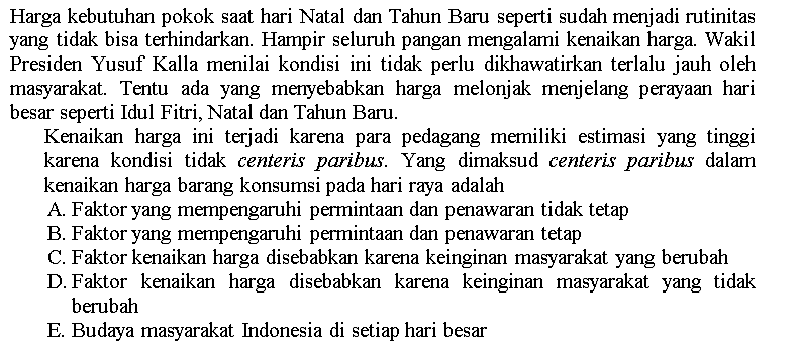 Harga kebutuhan pokok saat hari Natal dan Tahun Baru seperti sudah menjadi rutinitas
yang tidak bisa terhindarkan. Hampir seluruh pangan mengalami kenaikan harga. Wakil
Presiden Yusuf Kalla menilai kondisi ini tidak perlu dikhawatirkan terlalu jauh oleh
masyarakat. Tentu ada yang menyebabkan harga melonjak menjelang perayaan hari
besar seperti Idul Fitri, Natal dan Tahun Baru.
Kenaikan harga ini terjadi karena para pedagang memiliki estimasi yang tinggi
karena kondisi tidak centeris paribus. Yang dimaksud centeris paribus dalam
kenaikan harga barang konsumsi pada hari raya adalah
A. Faktor yang mempengaruhi permintaan dan penawaran tidak tetap
B. Faktor yang mempengaruhi permintaan dan penawaran tetap
C. Faktor kenaikan harga disebabkan karena keinginan masyarakat yang berubah
D. Faktor kenaikan harga disebabkan karena keinginan masyarakat yang tidak
berubah
E. Budaya masyarakat Indonesia di setiap hari besar